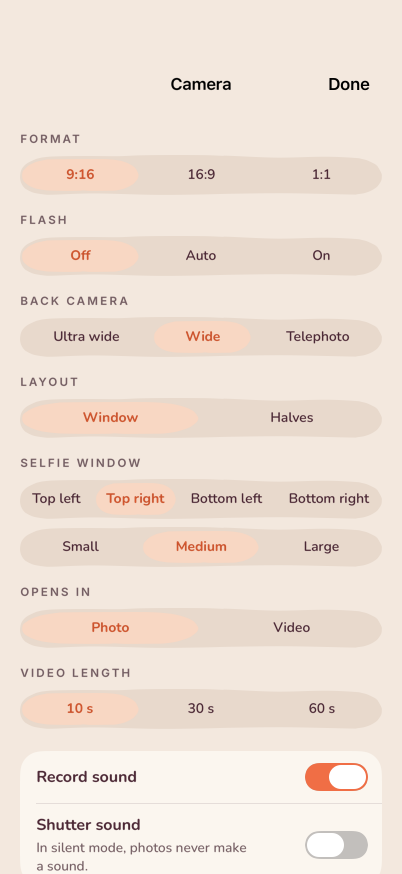 Camera Done
FORMAT
9:16 16:9 1:1
FLASH
Off Auto On
BACK CAMERA
Ultra wide Wide Telephoto
LAYOUT
Window Halves
SELFIE WINDOW
Top left Top right Bottom left Bottom right
Small Medium Large
OPENS IN
Photo Video
VIDEO LENGTH
10 s 30 s 60 s
Record sound
Shutter sound
In silent mode, photos never make
a sound.